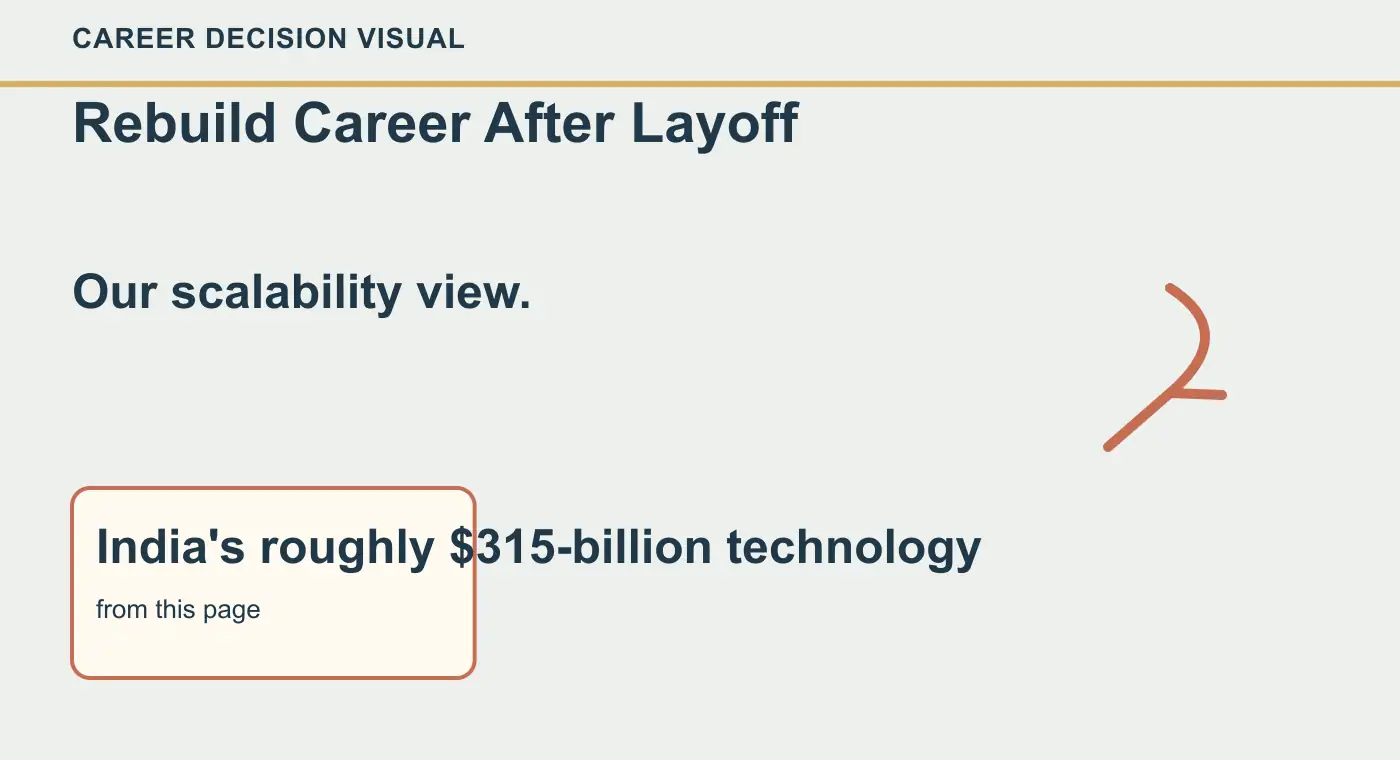 CAREER DECISION VISUAL
Rebuild Career After Layoff
Our scalability view.
India's roughly $315-billion technology
from this page